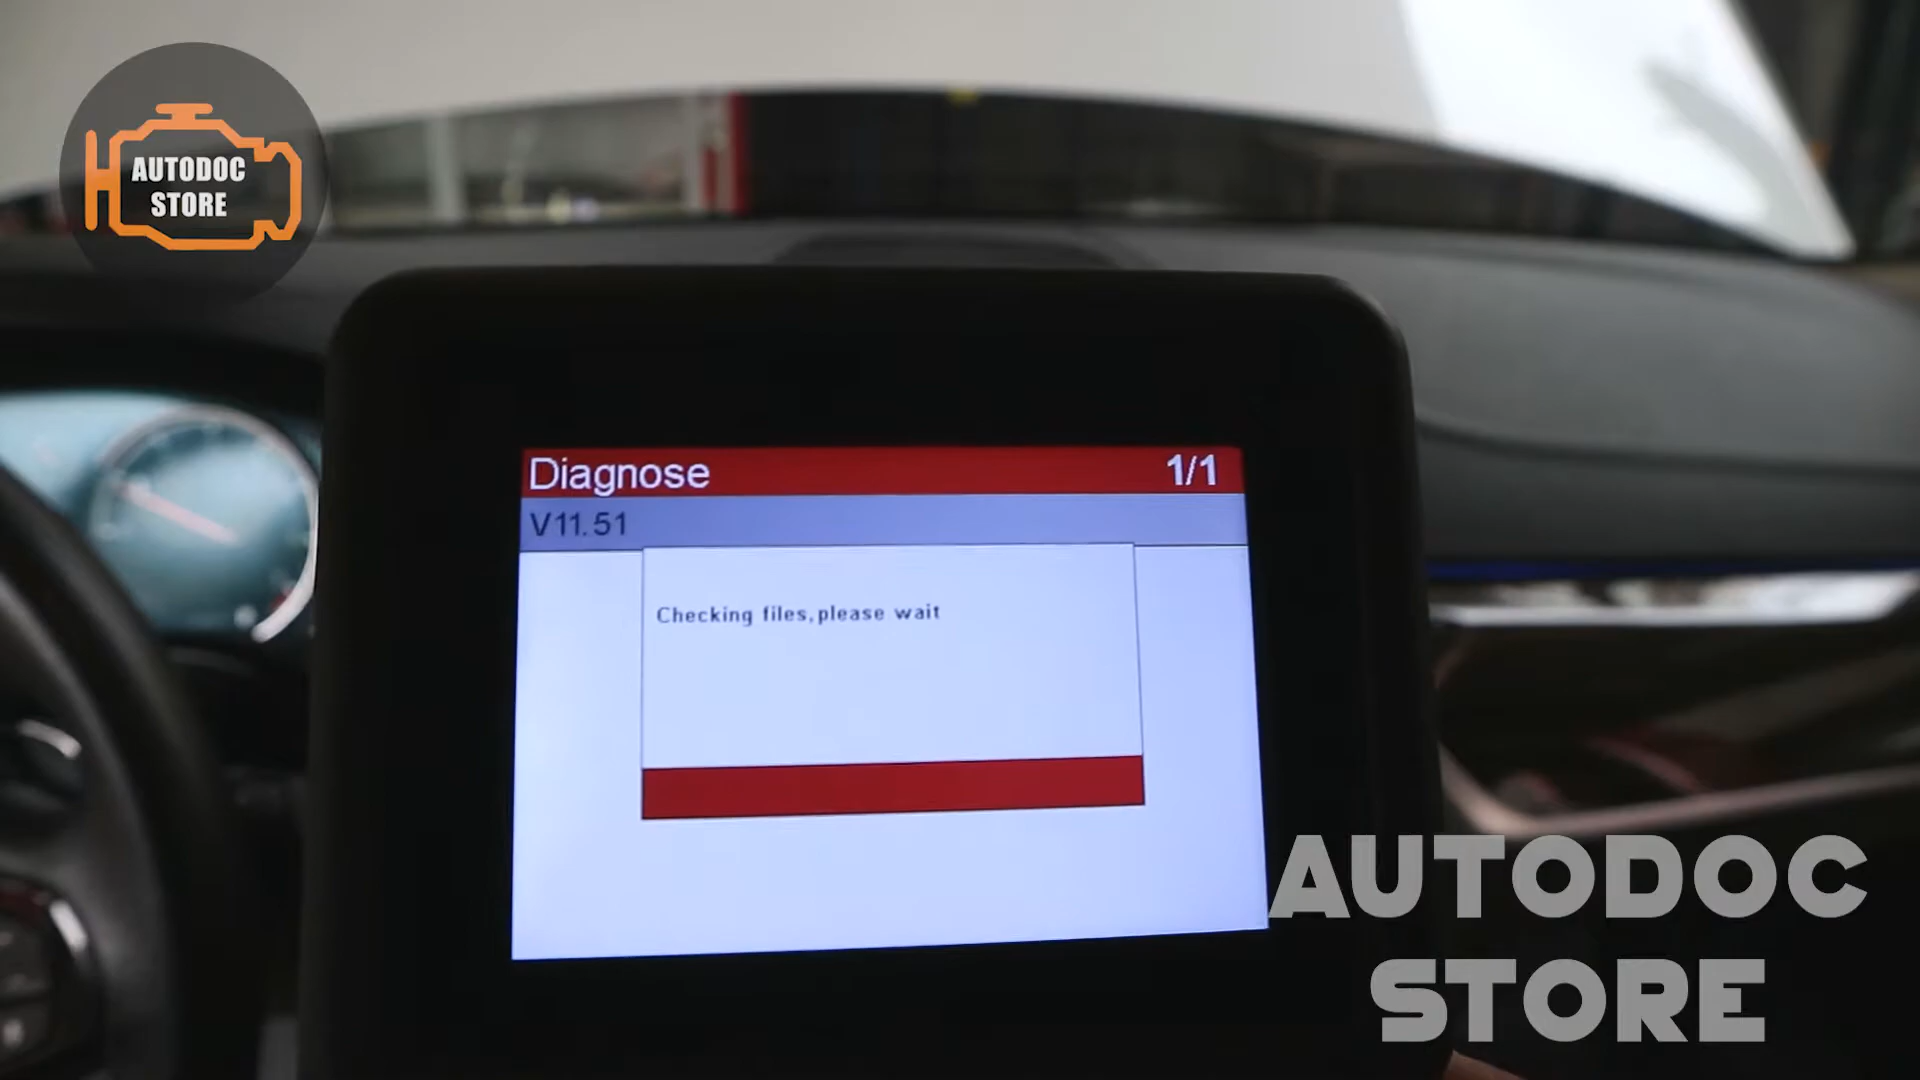 AUTODOC
STORE
Diagnose 1/1
V11.51
Checking files,please wait
AUTODOC
STORE